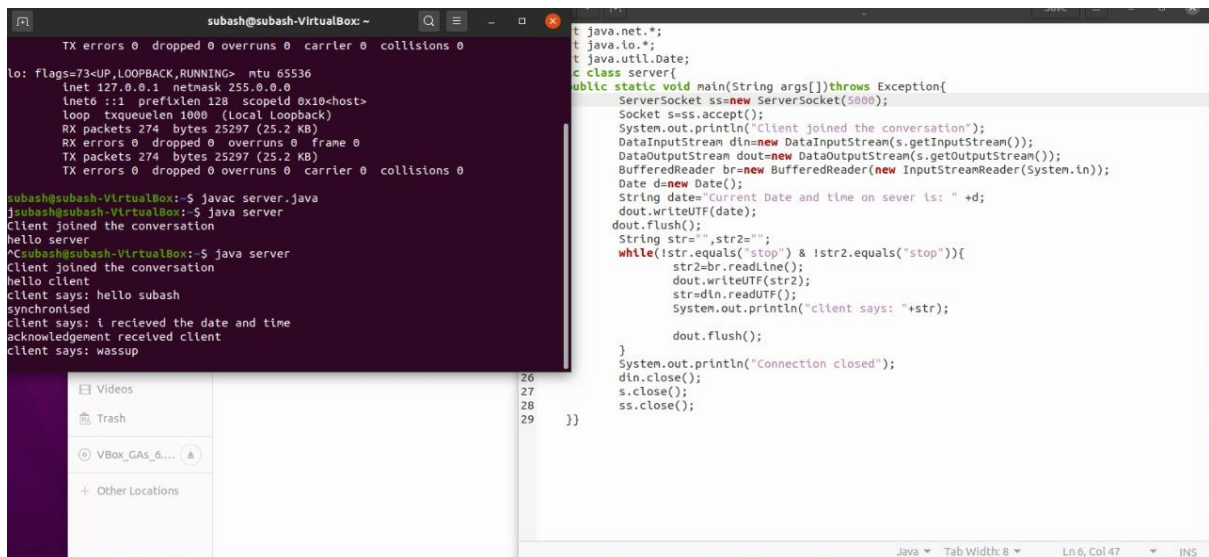 subash@subash-VirtualBox: ~
TX errors 0 dropped 0 overruns 0 carrier 0 collisions 0
lo: flags=73<UP,LOOPBACK,RUNNING> mtu 65536
inet 127.0.0.1 netmask 255.0.0.0
inet6 ::1 prefixlen 128 scopeid 0x10<host>
loop txqueuelen 1000 (Local Loopback)
RX packets 274 bytes 25297 (25.2 KB)
RX errors 0 dropped 0 overruns 0 frame 0
TX packets 274 bytes 25297 (25.2 KB)
TX errors 0 dropped 0 overruns 0 carrier 0 collisions 0
subash@subash-VirtualBox:~$ javac server.java
jsubash@subash-VirtualBox:~$ java server
Client joined the conversation
hello server
^Csubash@subash-VirtualBox:~$ java server
Client joined the conversation
hello client
client says: hello subash
synchronised
client says: i recieved the date and time
acknowledgement received client
client says: wassup
Videos
Trash
VBox_GAs_6....
+ Other Locations
t java.net.*;
t java.io.*;
t java.util.Date;
c class server{
ublic static void main(String args[])throws Exception{
ServerSocket ss=new ServerSocket(5000);
Socket s=ss.accept();
System.out.println("Client joined the conversation");
DataInputStream din=new DataInputStream(s.getInputStream());
DataOutputStream dout=new DataOutputStream(s.getOutputStream());
BufferedReader br=new BufferedReader(new InputStreamReader(System.in));
Date d=new Date();
String date="Current Date and time on sever is: " +d;
dout.writeUTF(date);
dout.flush();
String str="",str2="";
while(!str.equals("stop") & !str2.equals("stop")){
str2=br.readLine();
dout.writeUTF(str2);
str=din.readUTF();
System.out.println("client says: "+str);
dout.flush();
}
System.out.println("Connection closed");
26 din.close();
27 s.close();
28 ss.close();
29 }}
Java Tab Width: 8 Ln 6, Col 47 INS